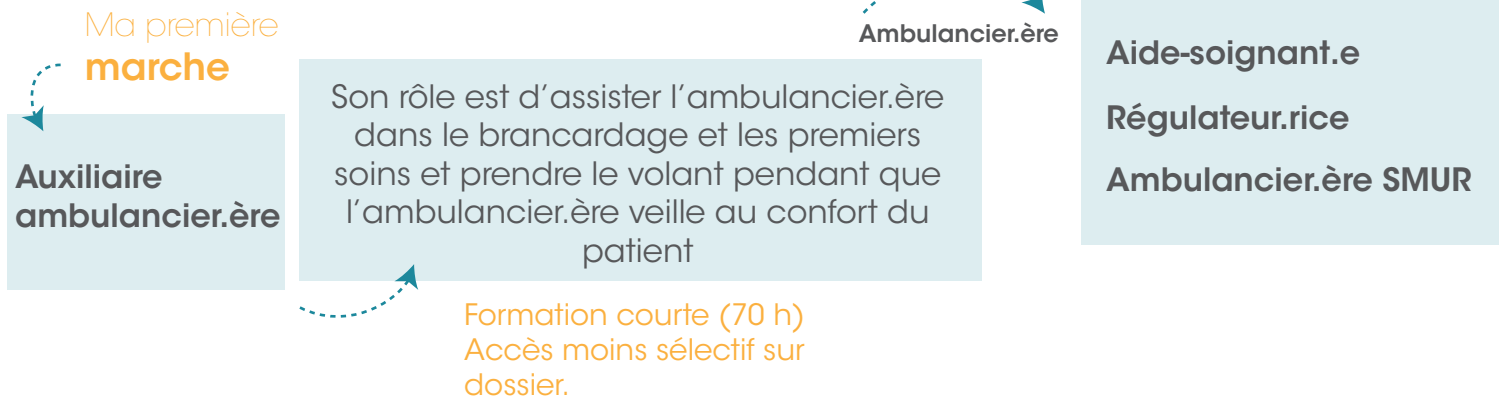 Ma première
marche
Auxiliaire
ambulancier.ère
Son rôle est d’assister l’ambulancier.ère
dans le brancardage et les premiers
soins et prendre le volant pendant que
l’ambulancier.ère veille au confort du
patient
Formation courte (70 h)
Accès moins sélectif sur
dossier.
Ambulancier.ère
Aide-soignant.e
Régulateur.rice
Ambulancier.ère SMUR